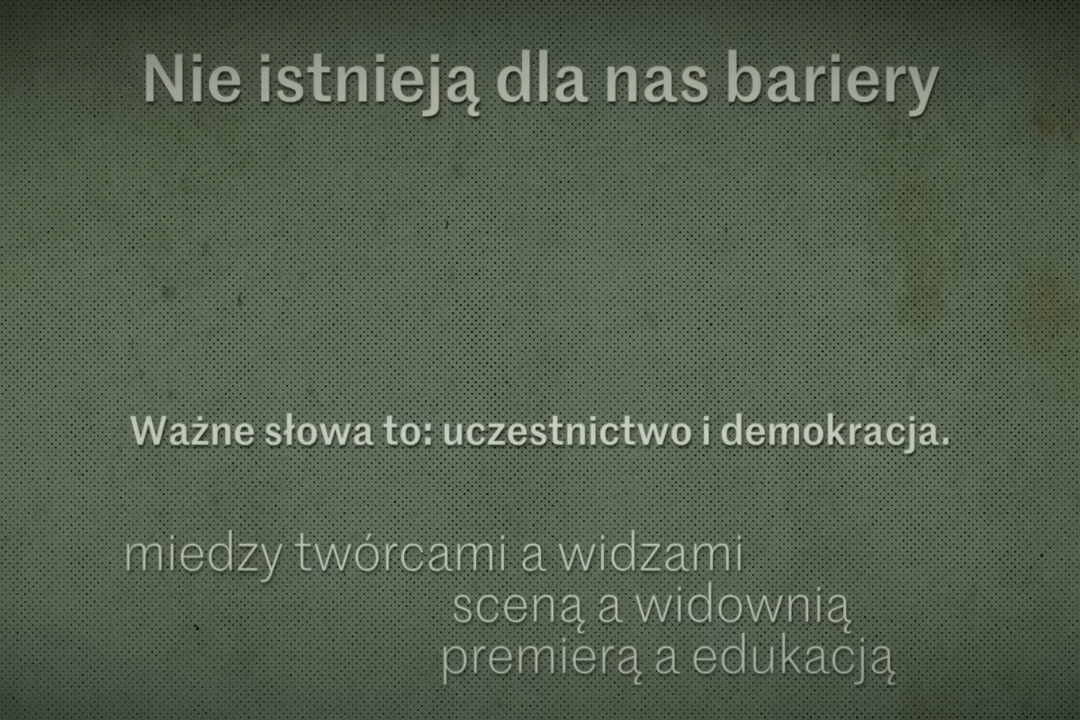 Nie istnieją dla nas bariery
Ważne słowa to: uczestnictwo i demokracja.
miedzy twórcami a widzami
sceną a widownią
premierą a edukacją